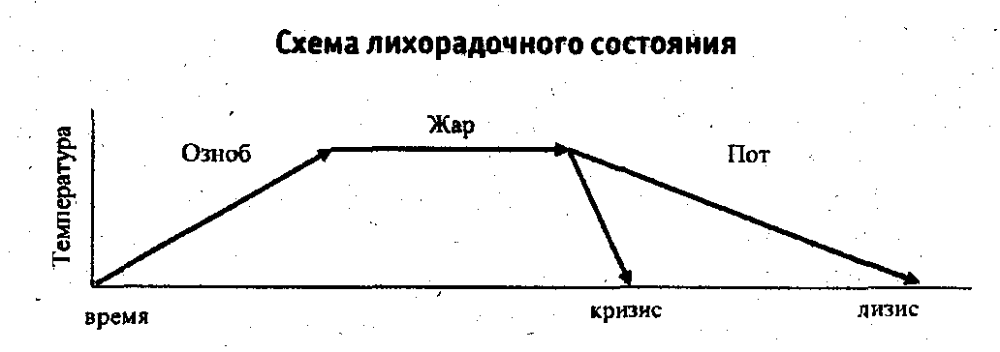 Схема лихорадочного состояния
Жар
Озноб
Пот
Температура
время
кризис
лизис